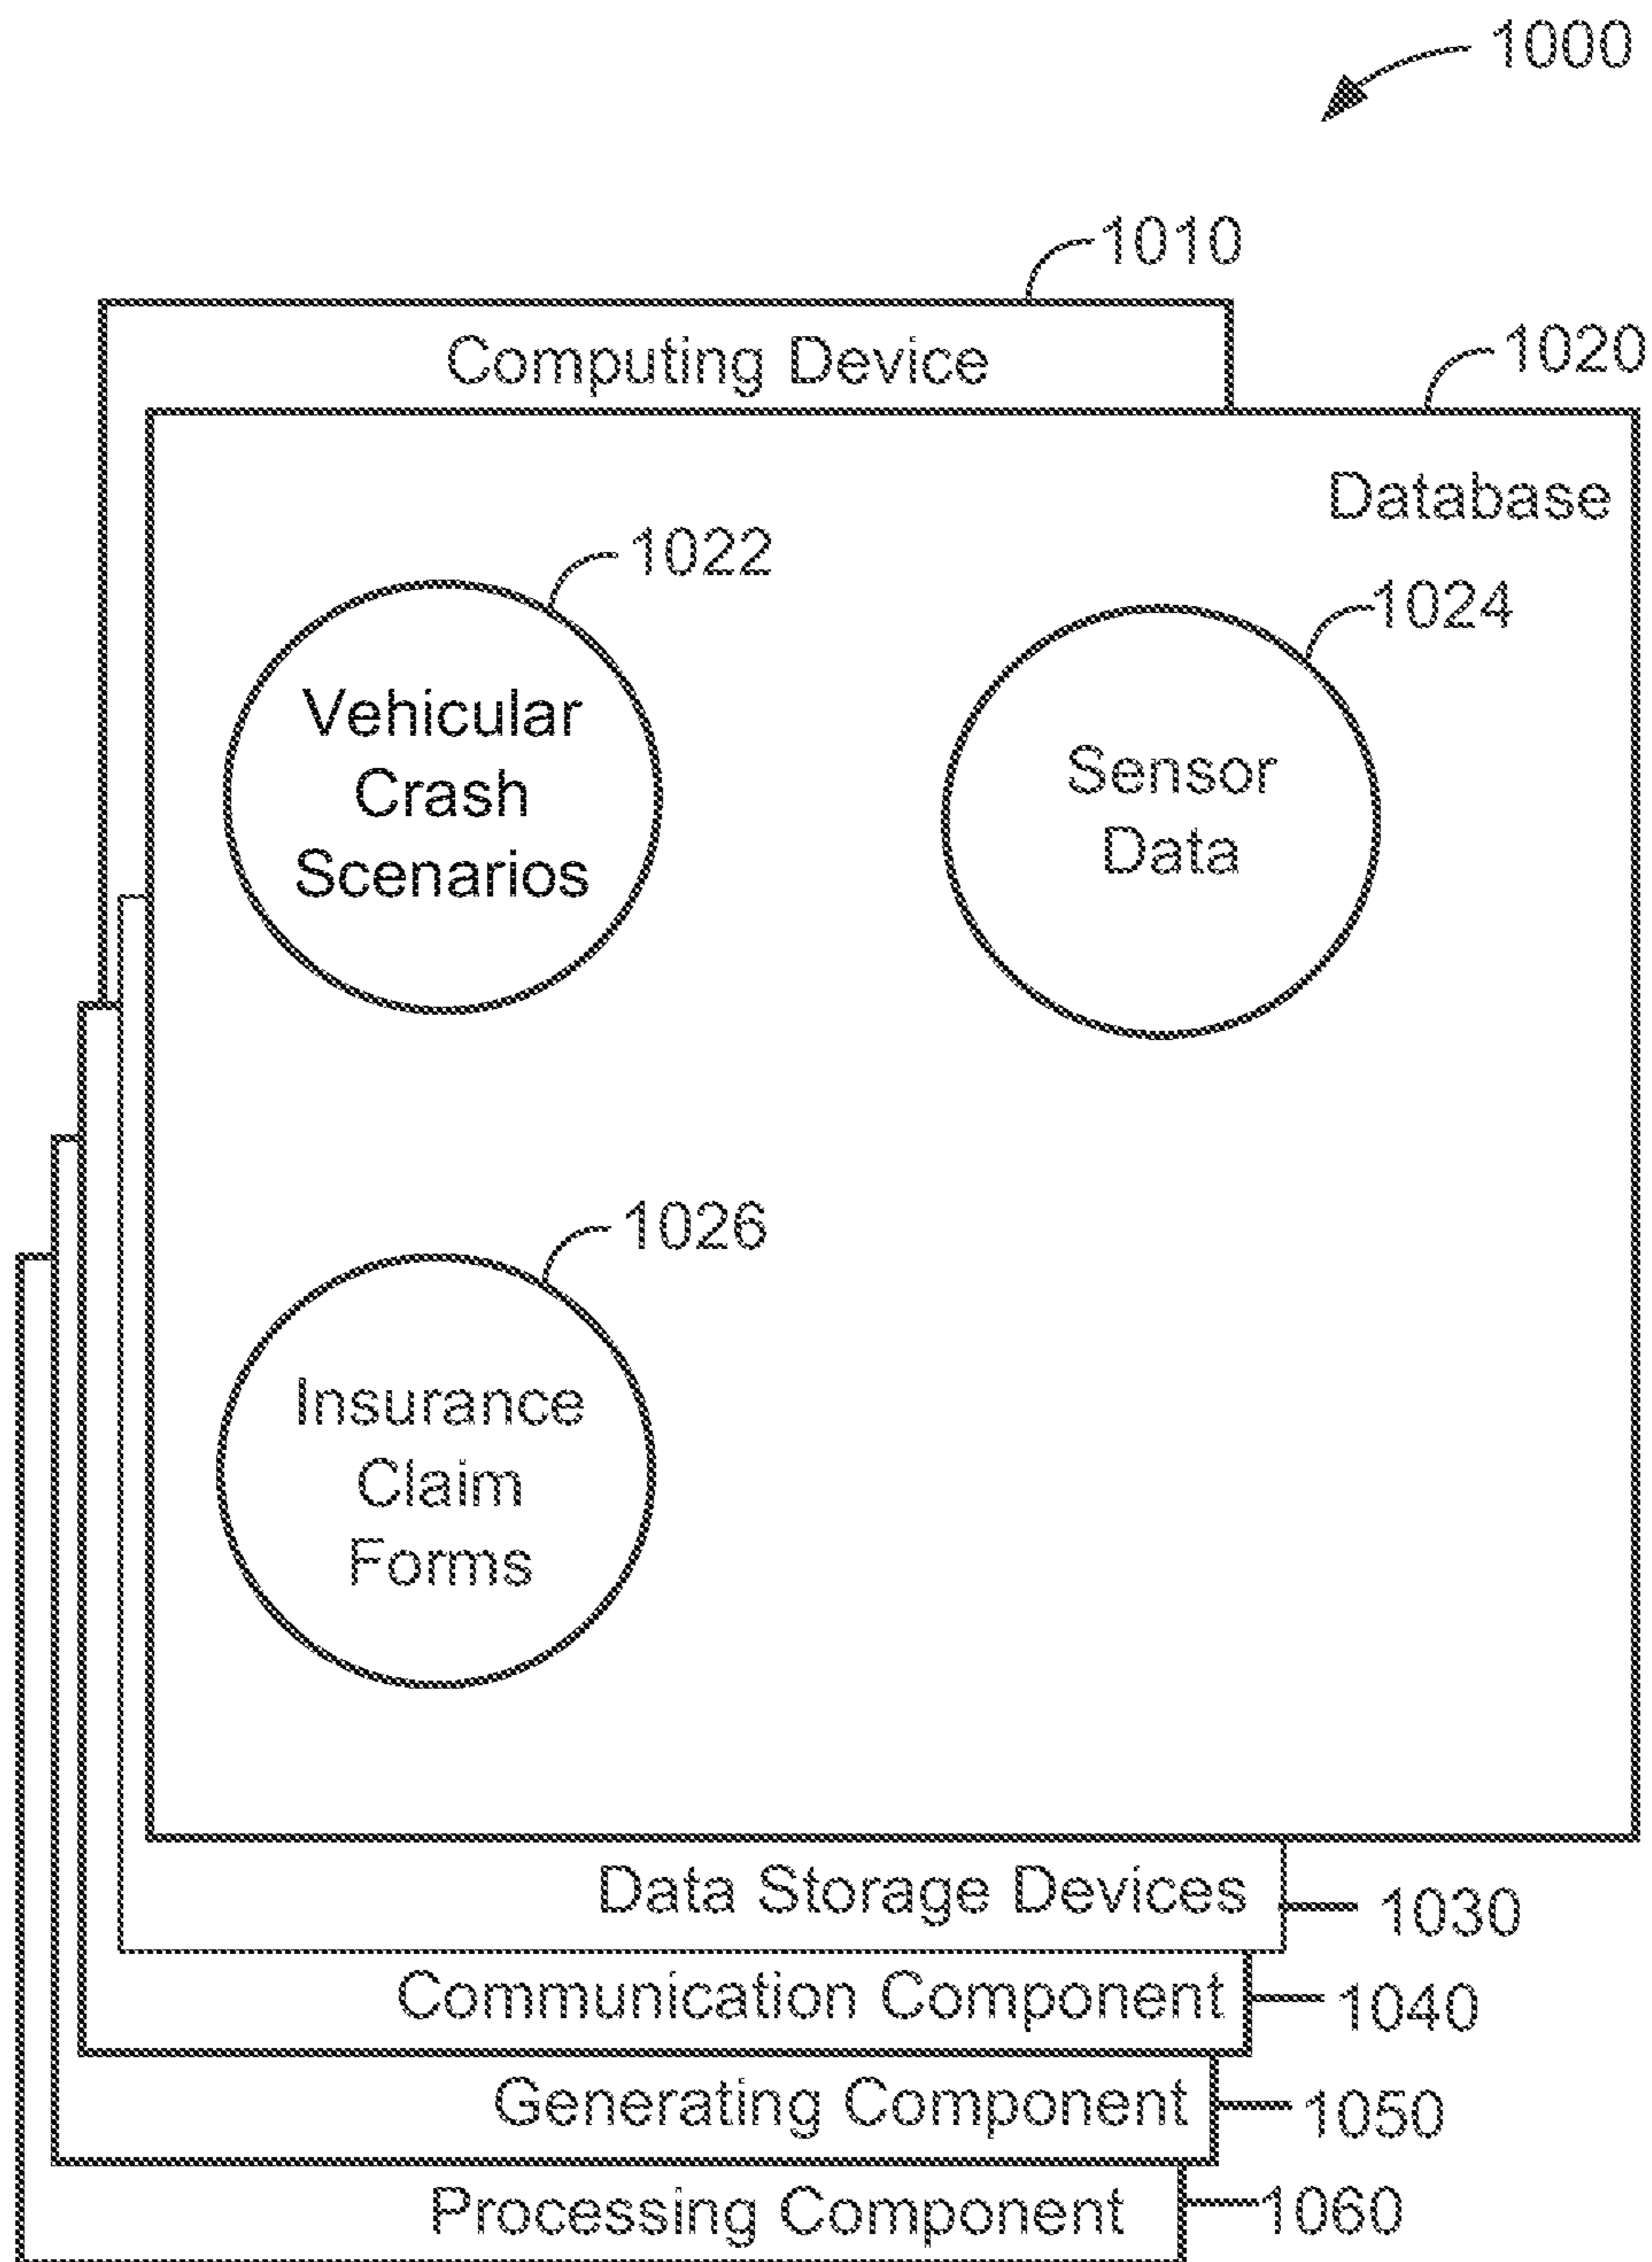 1000
1010
Computing Device
1020
Database
1022
1024
Vehicular
Crash
Scenarios
Sensor
Data
1026
Insurance
Claim
Forms
Data Storage Devices
1030
Communication Component
1040
Generating Component
1050
Processing Component
1060